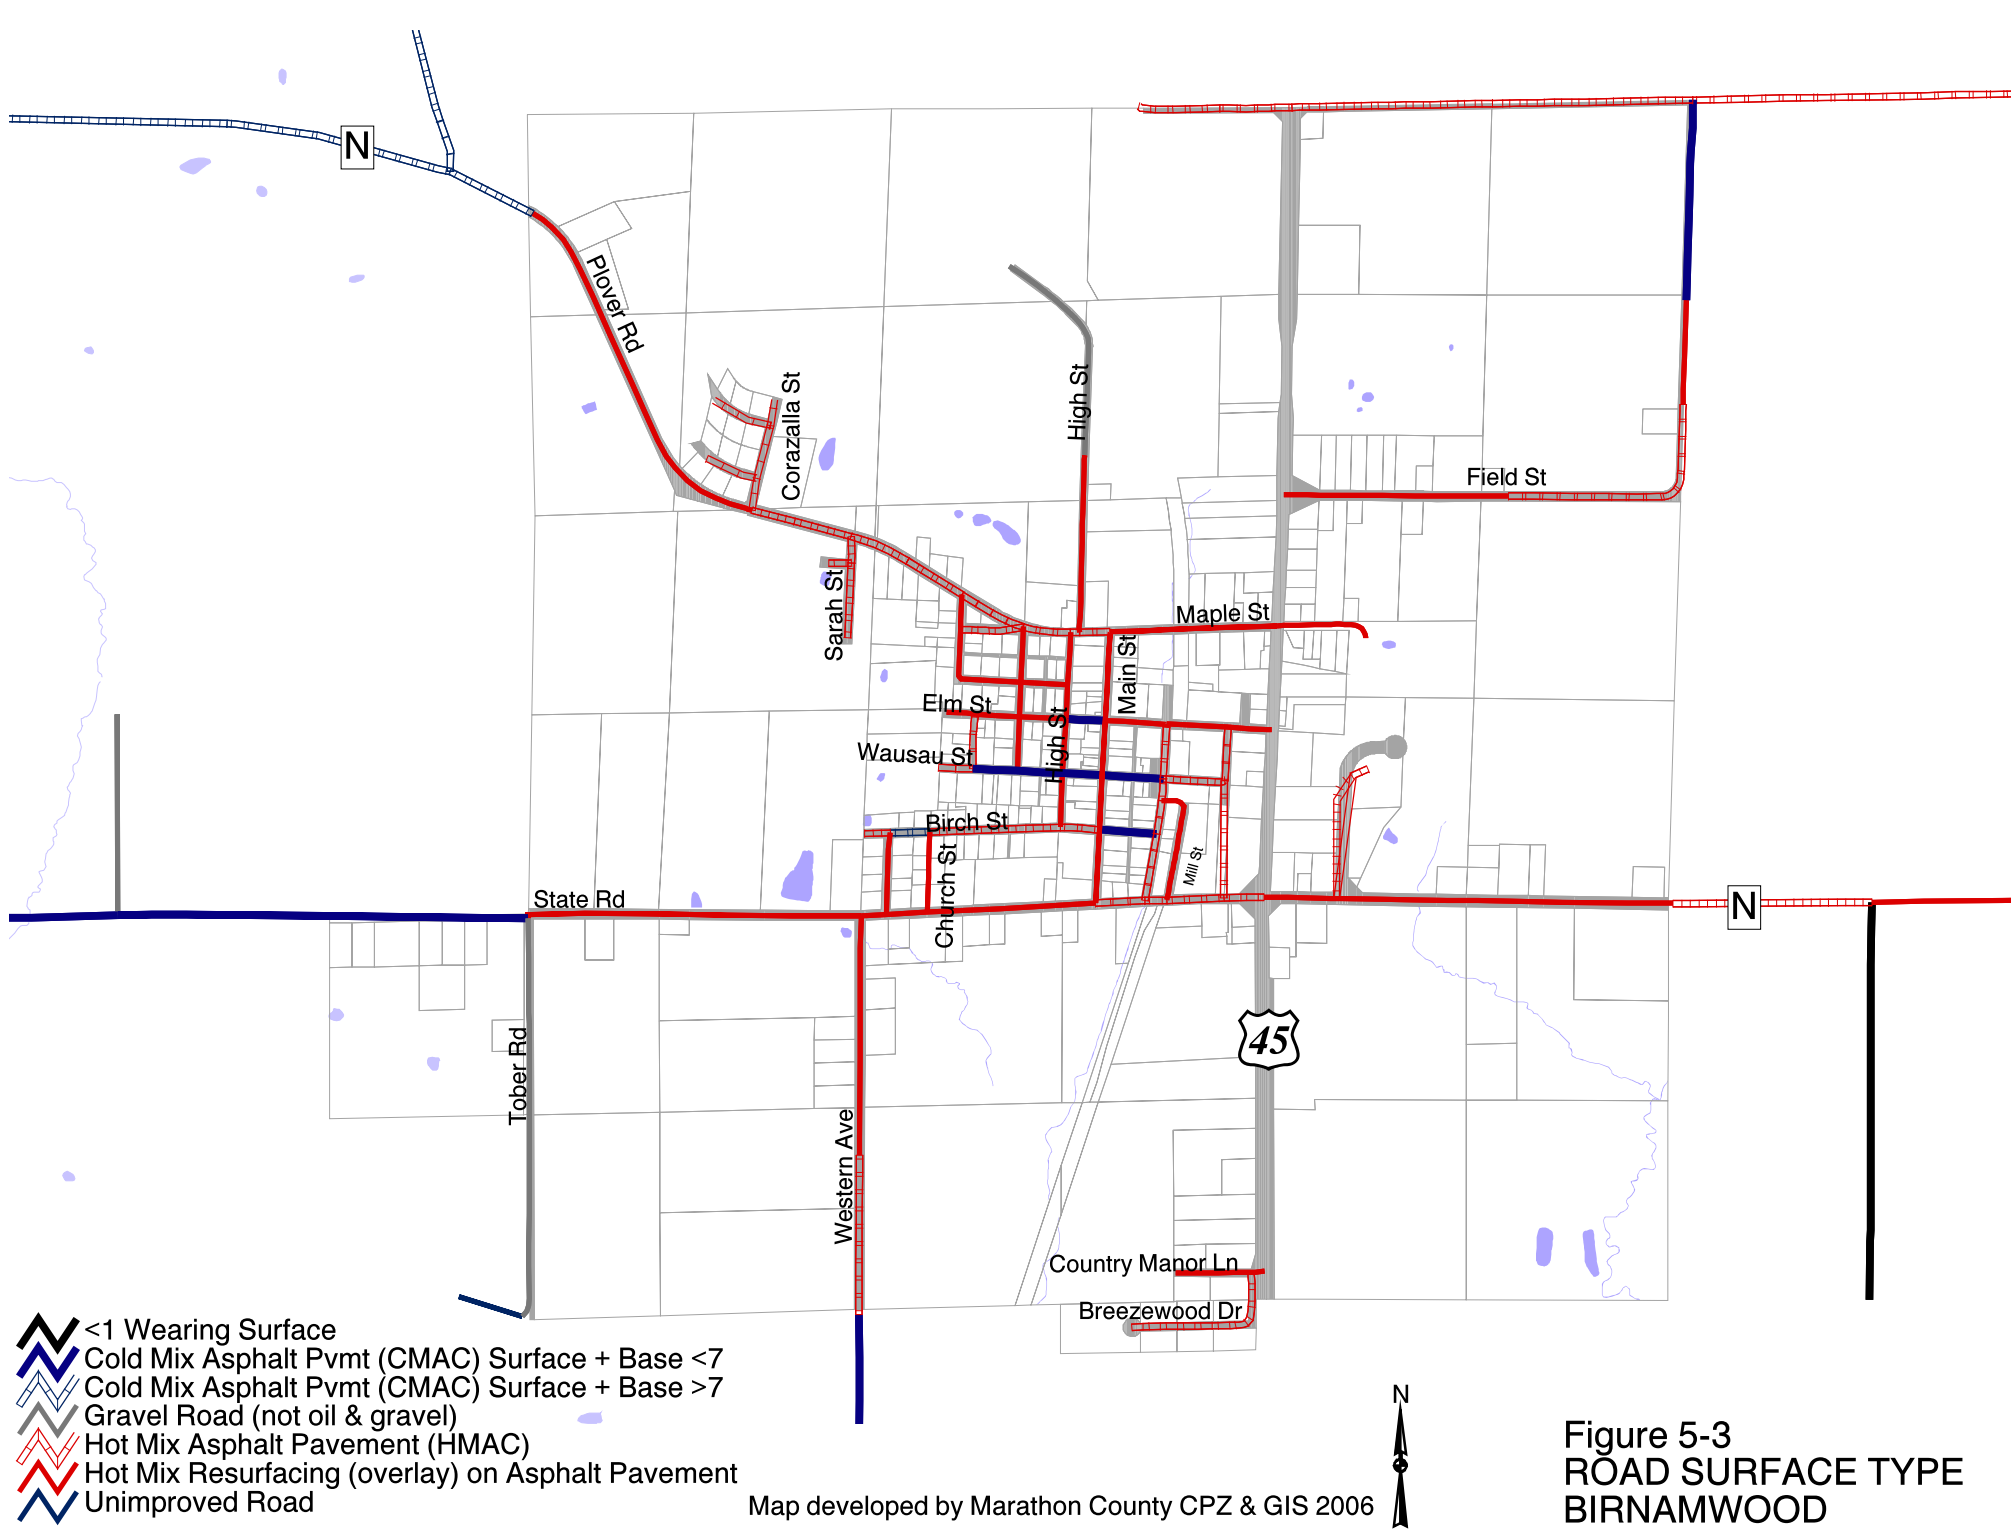 N
Plover Rd
Corazalla St
High St
Field St
Sarah St
Maple St
Main St
Elm St
High St
Wausau St
Birch St
Church St
Mill St
State Rd
N
45
Tober Rd
Western Ave
Country Manor Ln
Breezewood Dr
<1 Wearing Surface
Cold Mix Asphalt Pvmt (CMAC) Surface + Base <7
Cold Mix Asphalt Pvmt (CMAC) Surface + Base >7
Gravel Road (not oil & gravel)
Hot Mix Asphalt Pavement (HMAC)
Hot Mix Resurfacing (overlay) on Asphalt Pavement
Unimproved Road
Map developed by Marathon County CPZ & GIS 2006
N
Figure 5-3
ROAD SURFACE TYPE
BIRNAMWOOD